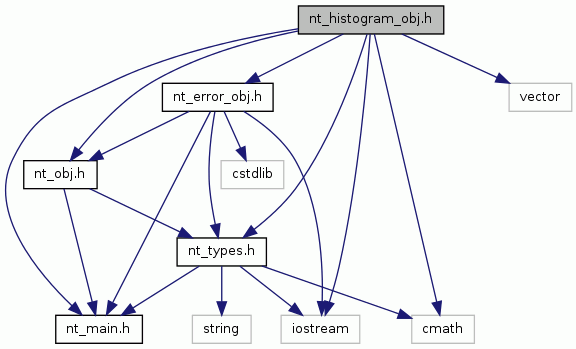 nt_histogram_obj.h
nt_error_obj.h
vector
nt_obj.h
cstdlib
nt_types.h
nt_main.h
string
iostream
cmath